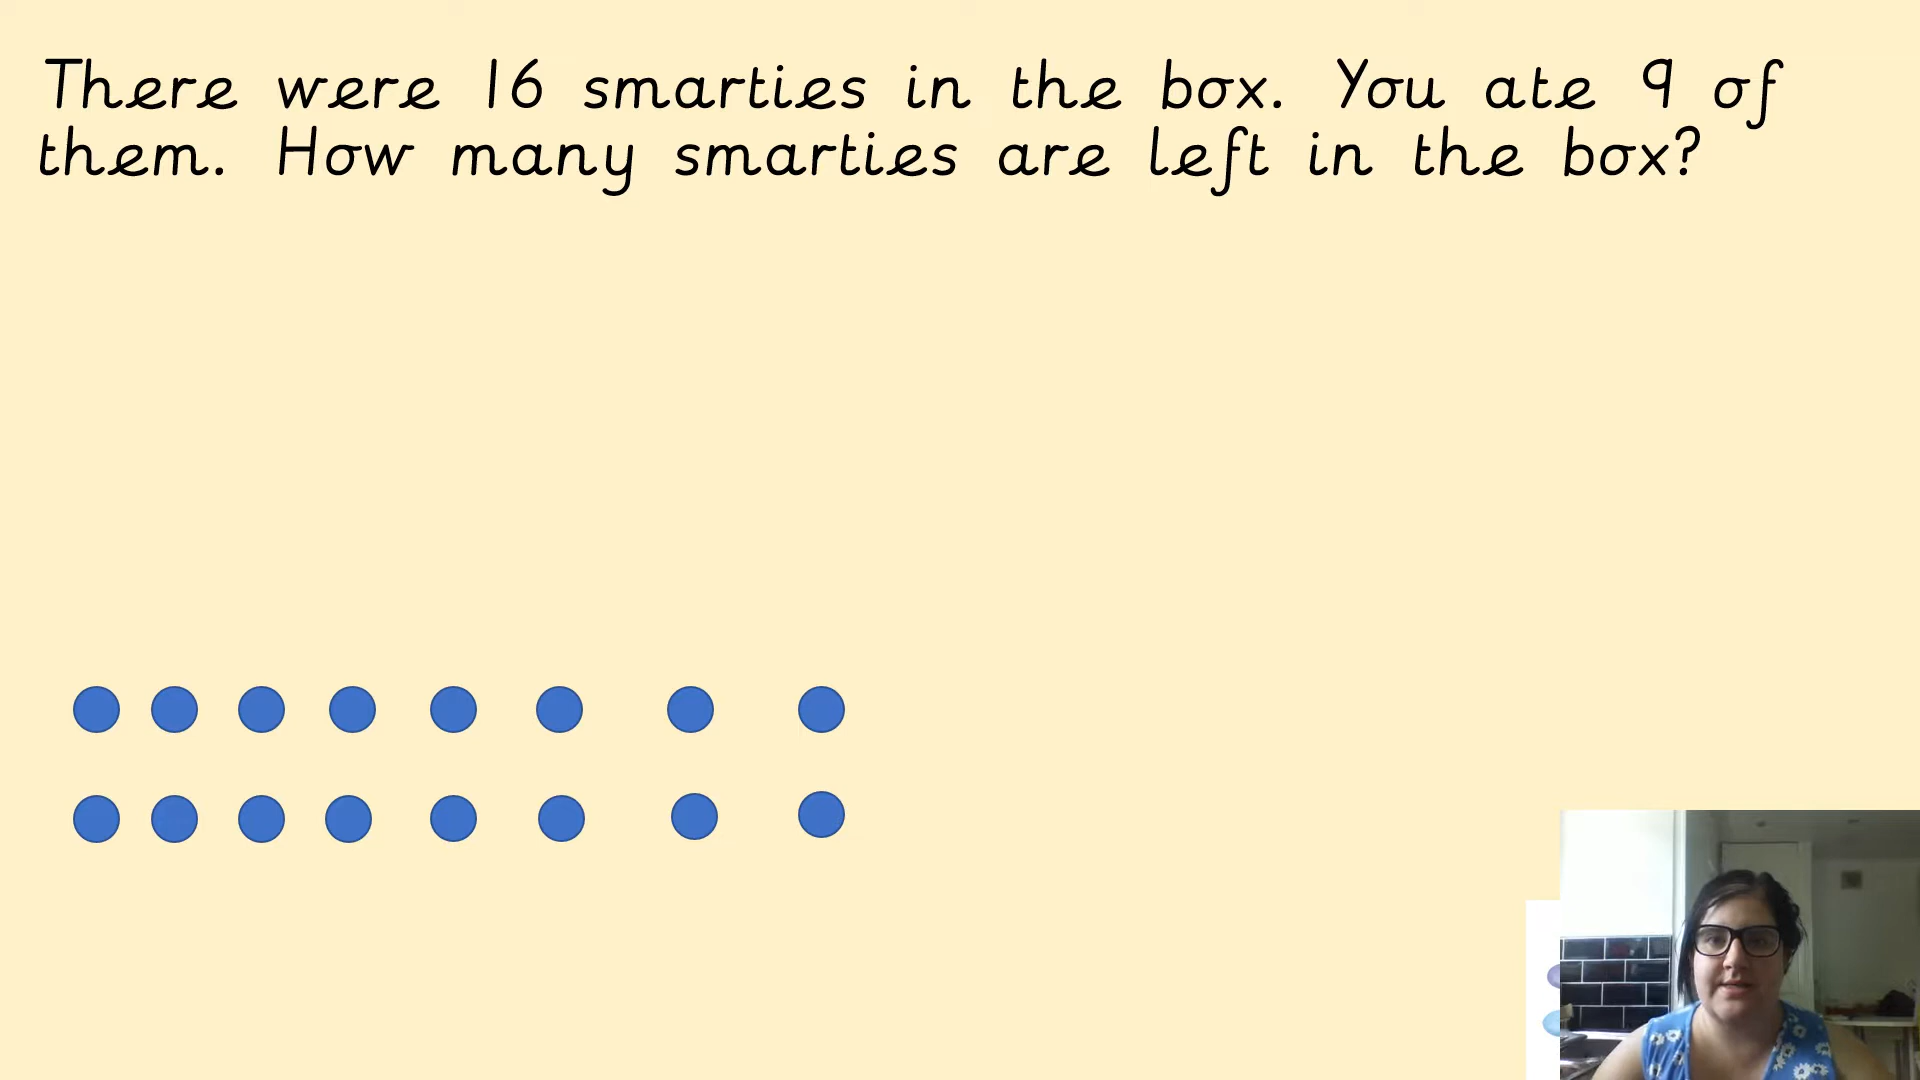 There were 16 smarties in the box. You ate 9 of
them. How many smarties are left in the box?